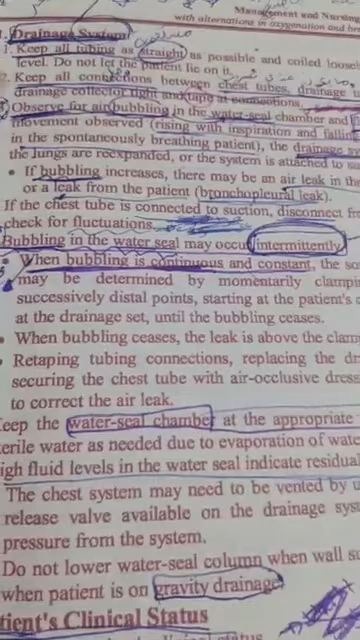 Management and Nursi
with alternations in oxygenation and br
Drainage System
1. Keep all tubing as straight as possible and coiled loosel
level. Do not let the patient lie on it.
2. Keep all connections between chest tubes, drainage t
drainage collector tight and tape at connections.
Observe for air bubbling in the water-seal chamber and
movement observed (rising with inspiration and fallin
in the spontaneously breathing patient), the drainage sy
the lungs are reexpanded, or the system is attached to su
• If bubbling increases, there may be an air leak in the
or a leak from the patient (bronchopleural leak).
If the chest tube is connected to suction, disconnect fr
check for fluctuations.
Bubbling in the water seal may occur intermittently
• When bubbling is continuous and constant, the so
may be determined by momentarily clampi
successively distal points, starting at the patient's
at the drainage set, until the bubbling ceases.
• When bubbling ceases, the leak is above the clam
• Retaping tubing connections, replacing the dr
securing the chest tube with air-occlusive dress
to correct the air leak.
Keep the water-seal chamber at the appropriate
terile water as needed due to evaporation of wate
igh fluid levels in the water seal indicate residual
The chest system may need to be vented by u
release valve available on the drainage sys
pressure from the system.
Do not lower water-seal column when wall su
when patient is on gravity drainage
tient's Clinical Status